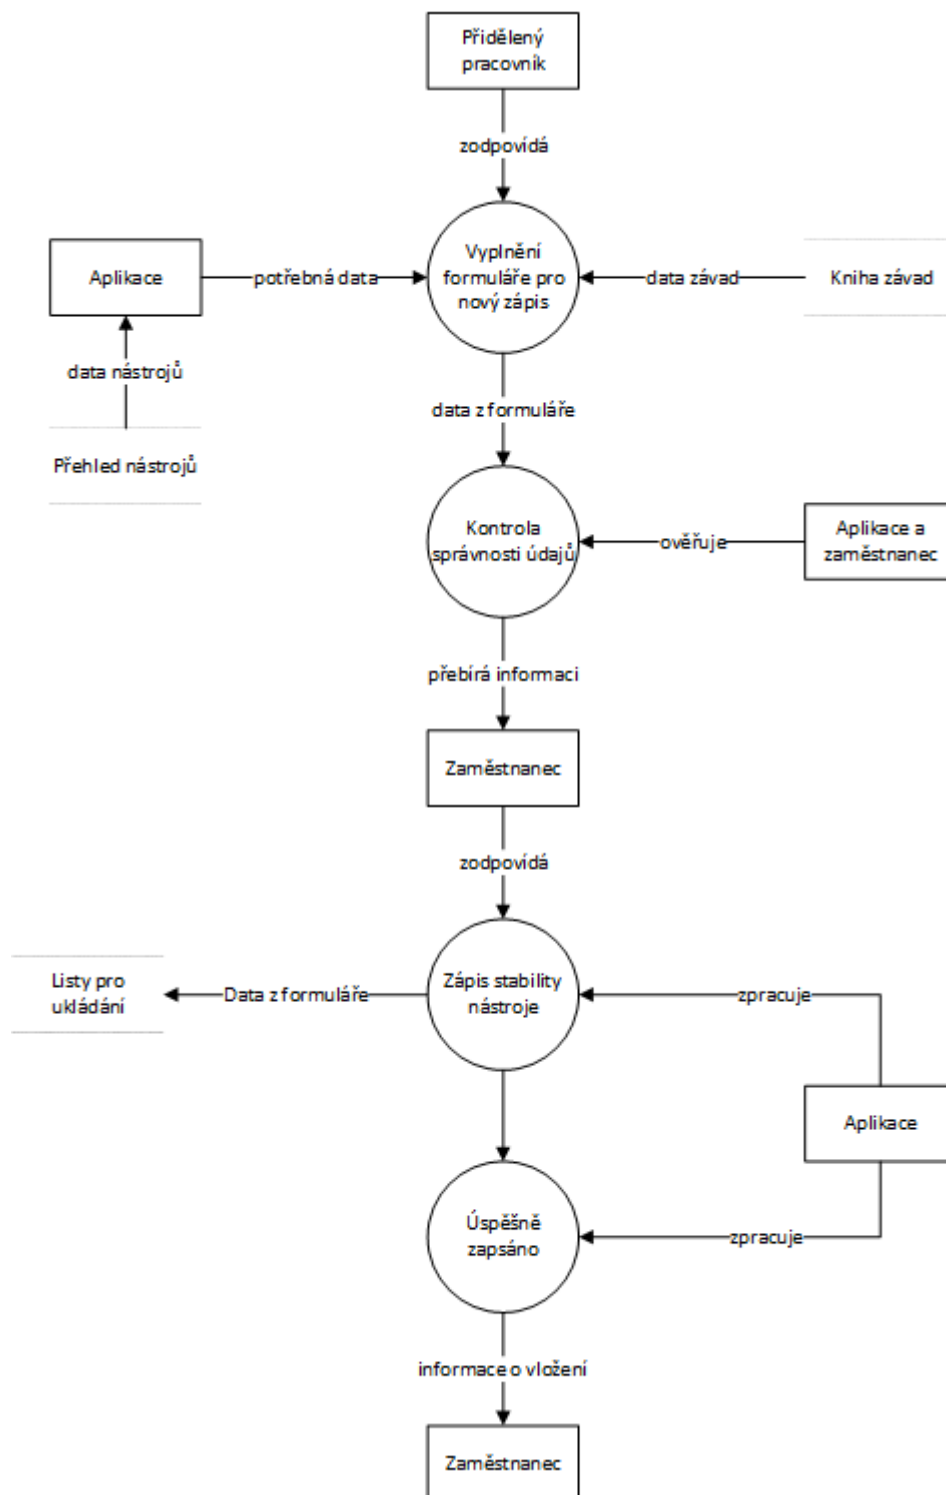 Přidělený
pracovník
zodpovídá
Aplikace
potřebná data
Vyplnění
formuláře pro
nový zápis
data závad
Kniha závad
data nástrojů
Přehled nástrojů
data z formuláře
Kontrola
správnosti údajů
ověřuje
Aplikace a
zaměstnanec
přebírá informaci
Zaměstnanec
zodpovídá
Listy pro
ukládání
Data z formuláře
Zápis stability
nástroje
zpracuje
Aplikace
Úspěšně
zapsáno
zpracuje
informace o vložení
Zaměstnanec